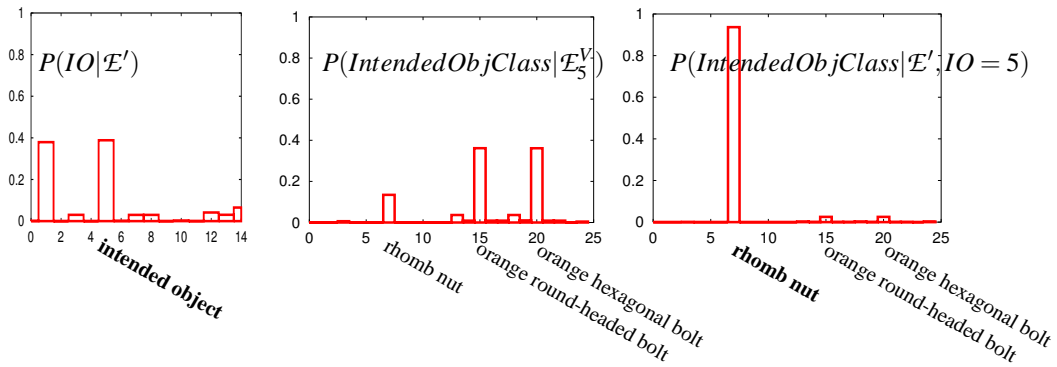 1
0.8
0.6
0.4
0.2
0
P(IO|ℰ′)
0 2 4 6 8 10 12 14
intended object
1
0.8
0.6
0.4
0.2
0
P(IntendedObjClass|ℰ₅ⱽ)
0 5 10 15 20 25
rhomb nut
orange round-headed bolt
orange hexagonal bolt
1
0.8
0.6
0.4
0.2
0
P(IntendedObjClass|ℰ′, IO = 5)
0 5 10 15 20 25
rhomb nut
orange round-headed bolt
orange hexagonal bolt